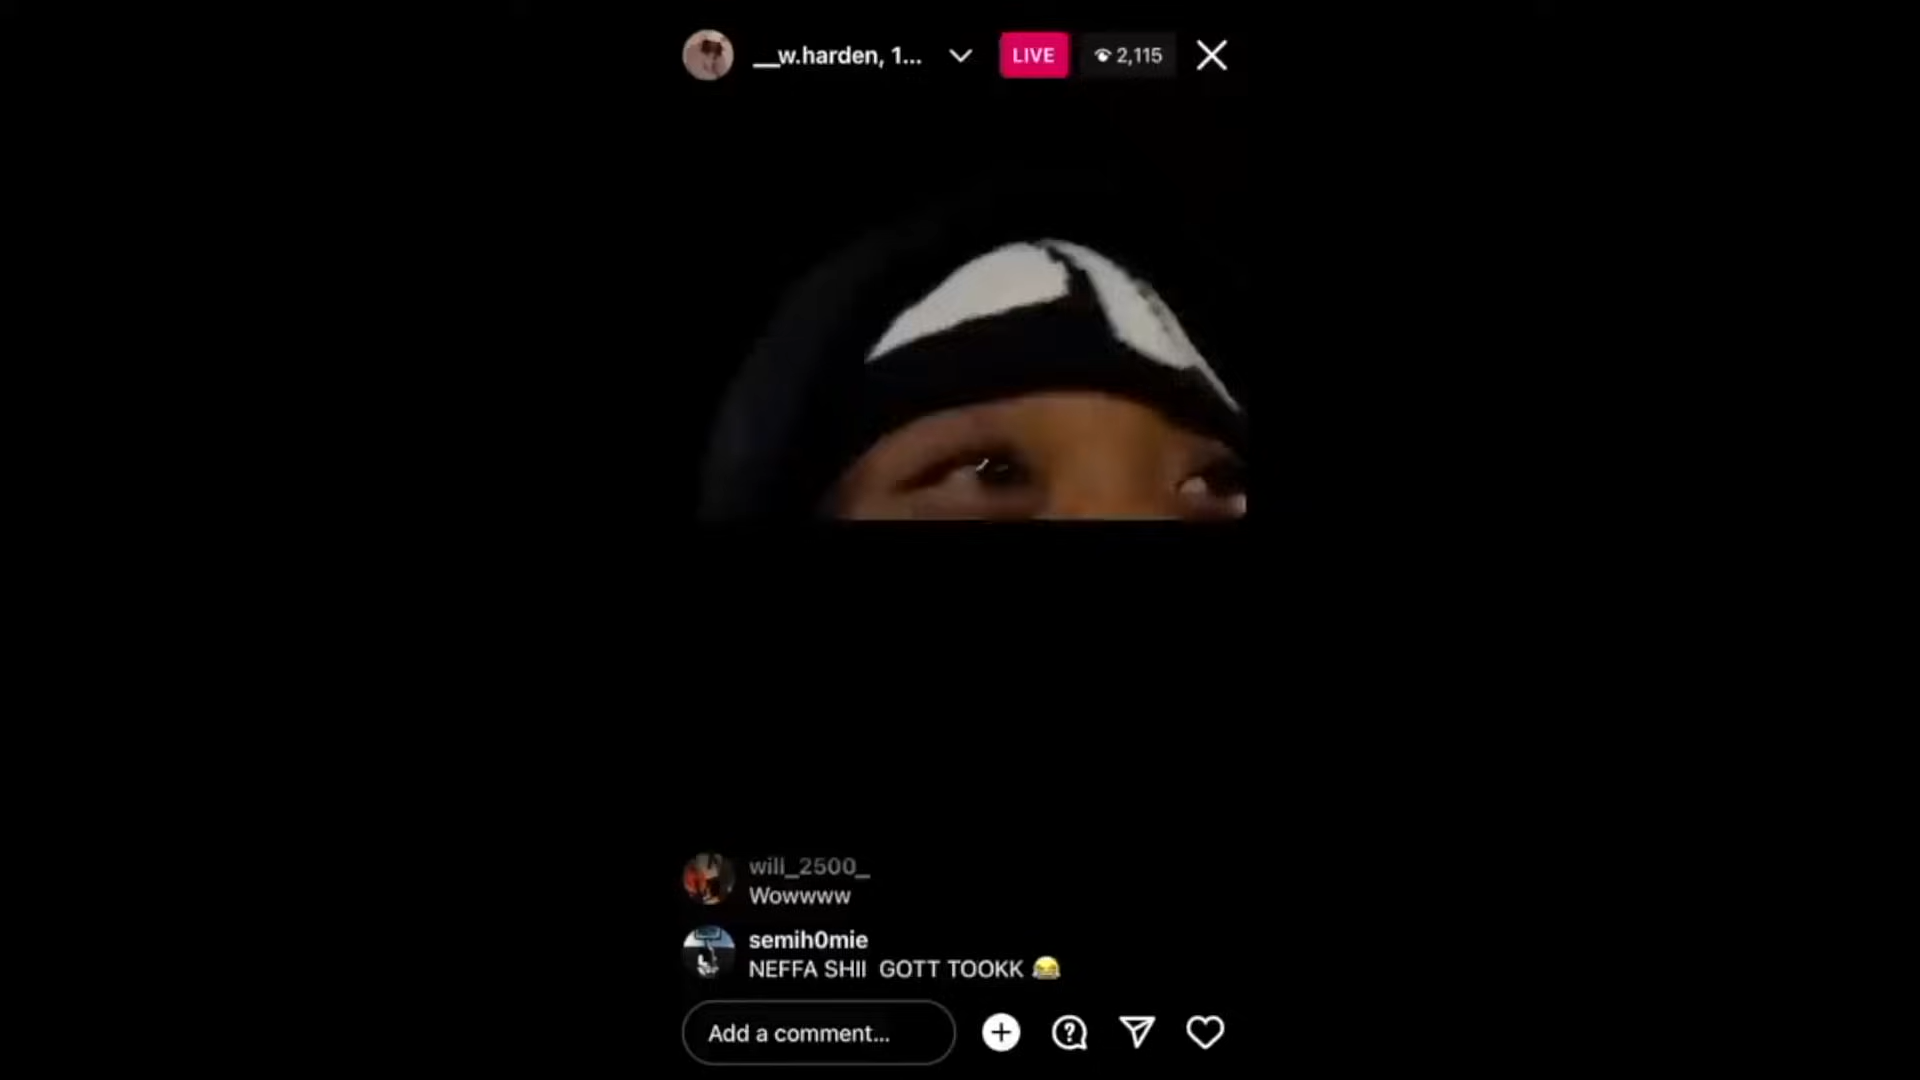 __w.harden, 1...
LIVE
2,115
will_2500_
Wowwww
semih0mie
NEFFA SHII GOTT TOOKK 😂
Add a comment...